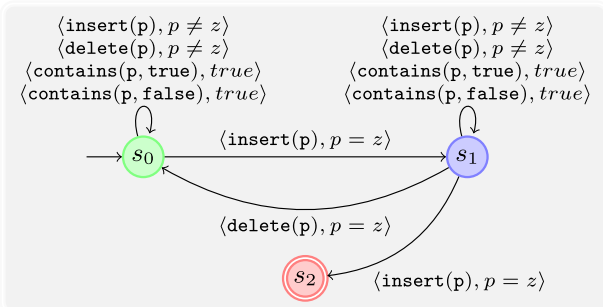 ⟨insert(p), p ≠ z⟩
⟨delete(p), p ≠ z⟩
⟨contains(p, true), true⟩
⟨contains(p, false), true⟩
⟨insert(p), p ≠ z⟩
⟨delete(p), p ≠ z⟩
⟨contains(p, true), true⟩
⟨contains(p, false), true⟩
⟨insert(p), p = z⟩
s₀
s₁
⟨delete(p), p = z⟩
s₂
⟨insert(p), p = z⟩